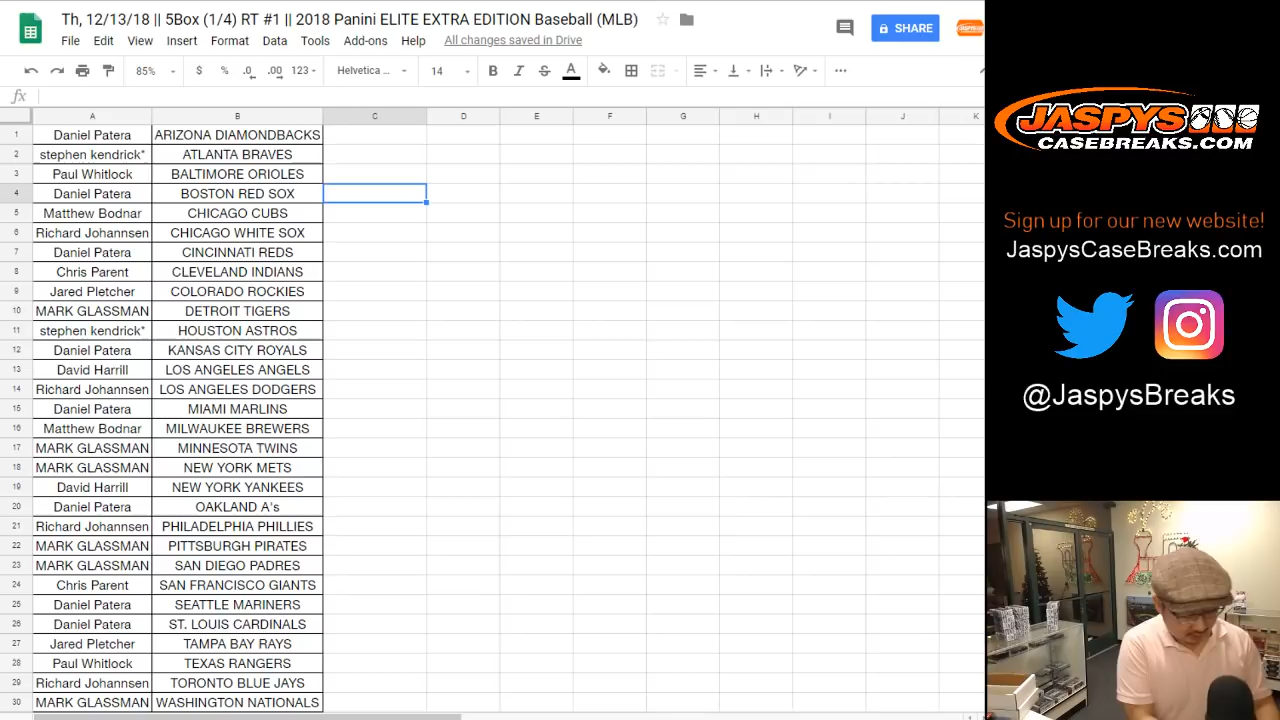 Th, 12/13/18 || 5Box (1/4) RT #1 || 2018 Panini ELITE EXTRA EDITION Baseball (MLB)
File Edit View Insert Format Data Tools Add-ons Help All changes saved in Drive
SHARE
85% $ % .0 .00 123 Helvetica ... 14 B I S A
fx
A B C D E F G H I J K
1 Daniel Patera ARIZONA DIAMONDBACKS
2 stephen kendrick* ATLANTA BRAVES
3 Paul Whitlock BALTIMORE ORIOLES
4 Daniel Patera BOSTON RED SOX
5 Matthew Bodnar CHICAGO CUBS
6 Richard Johannsen CHICAGO WHITE SOX
7 Daniel Patera CINCINNATI REDS
8 Chris Parent CLEVELAND INDIANS
9 Jared Pletcher COLORADO ROCKIES
10 MARK GLASSMAN DETROIT TIGERS
11 stephen kendrick* HOUSTON ASTROS
12 Daniel Patera KANSAS CITY ROYALS
13 David Harrill LOS ANGELES ANGELS
14 Richard Johannsen LOS ANGELES DODGERS
15 Daniel Patera MIAMI MARLINS
16 Matthew Bodnar MILWAUKEE BREWERS
17 MARK GLASSMAN MINNESOTA TWINS
18 MARK GLASSMAN NEW YORK METS
19 David Harrill NEW YORK YANKEES
20 Daniel Patera OAKLAND A's
21 Richard Johannsen PHILADELPHIA PHILLIES
22 MARK GLASSMAN PITTSBURGH PIRATES
23 MARK GLASSMAN SAN DIEGO PADRES
24 Chris Parent SAN FRANCISCO GIANTS
25 Daniel Patera SEATTLE MARINERS
26 Daniel Patera ST. LOUIS CARDINALS
27 Jared Pletcher TAMPA BAY RAYS
28 Paul Whitlock TEXAS RANGERS
29 Richard Johannsen TORONTO BLUE JAYS
30 MARK GLASSMAN WASHINGTON NATIONALS
JASPYS
CASEBREAKS.COM
Sign up for our new website!
JaspysCaseBreaks.com
@JaspysBreaks